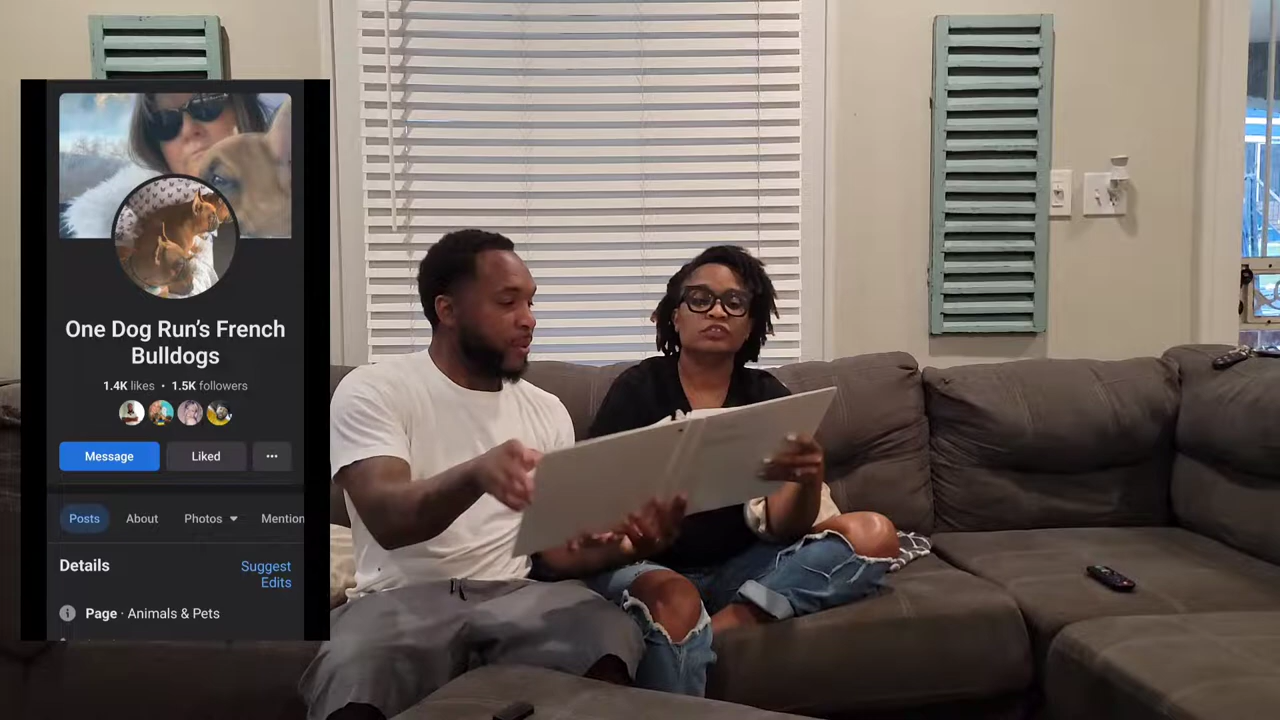 One Dog Run's French
Bulldogs
1.4K likes • 1.5K followers
Message
Liked
Posts
About
Photos
Mention
Details
Suggest
Edits
Page · Animals & Pets